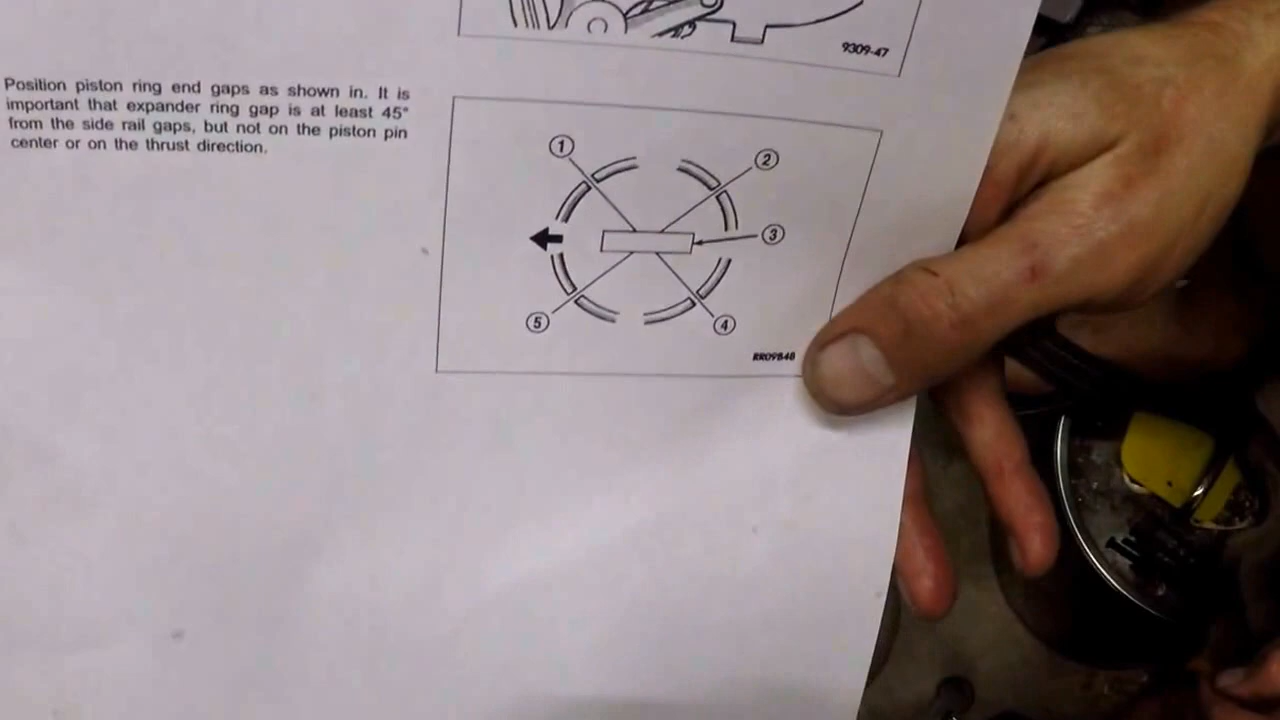 9309-47
Position piston ring end gaps as shown in. It is
important that expander ring gap is at least 45°
from the side rail gaps, but not on the piston pin
center or on the thrust direction.
1
2
3
5
4
RR09848